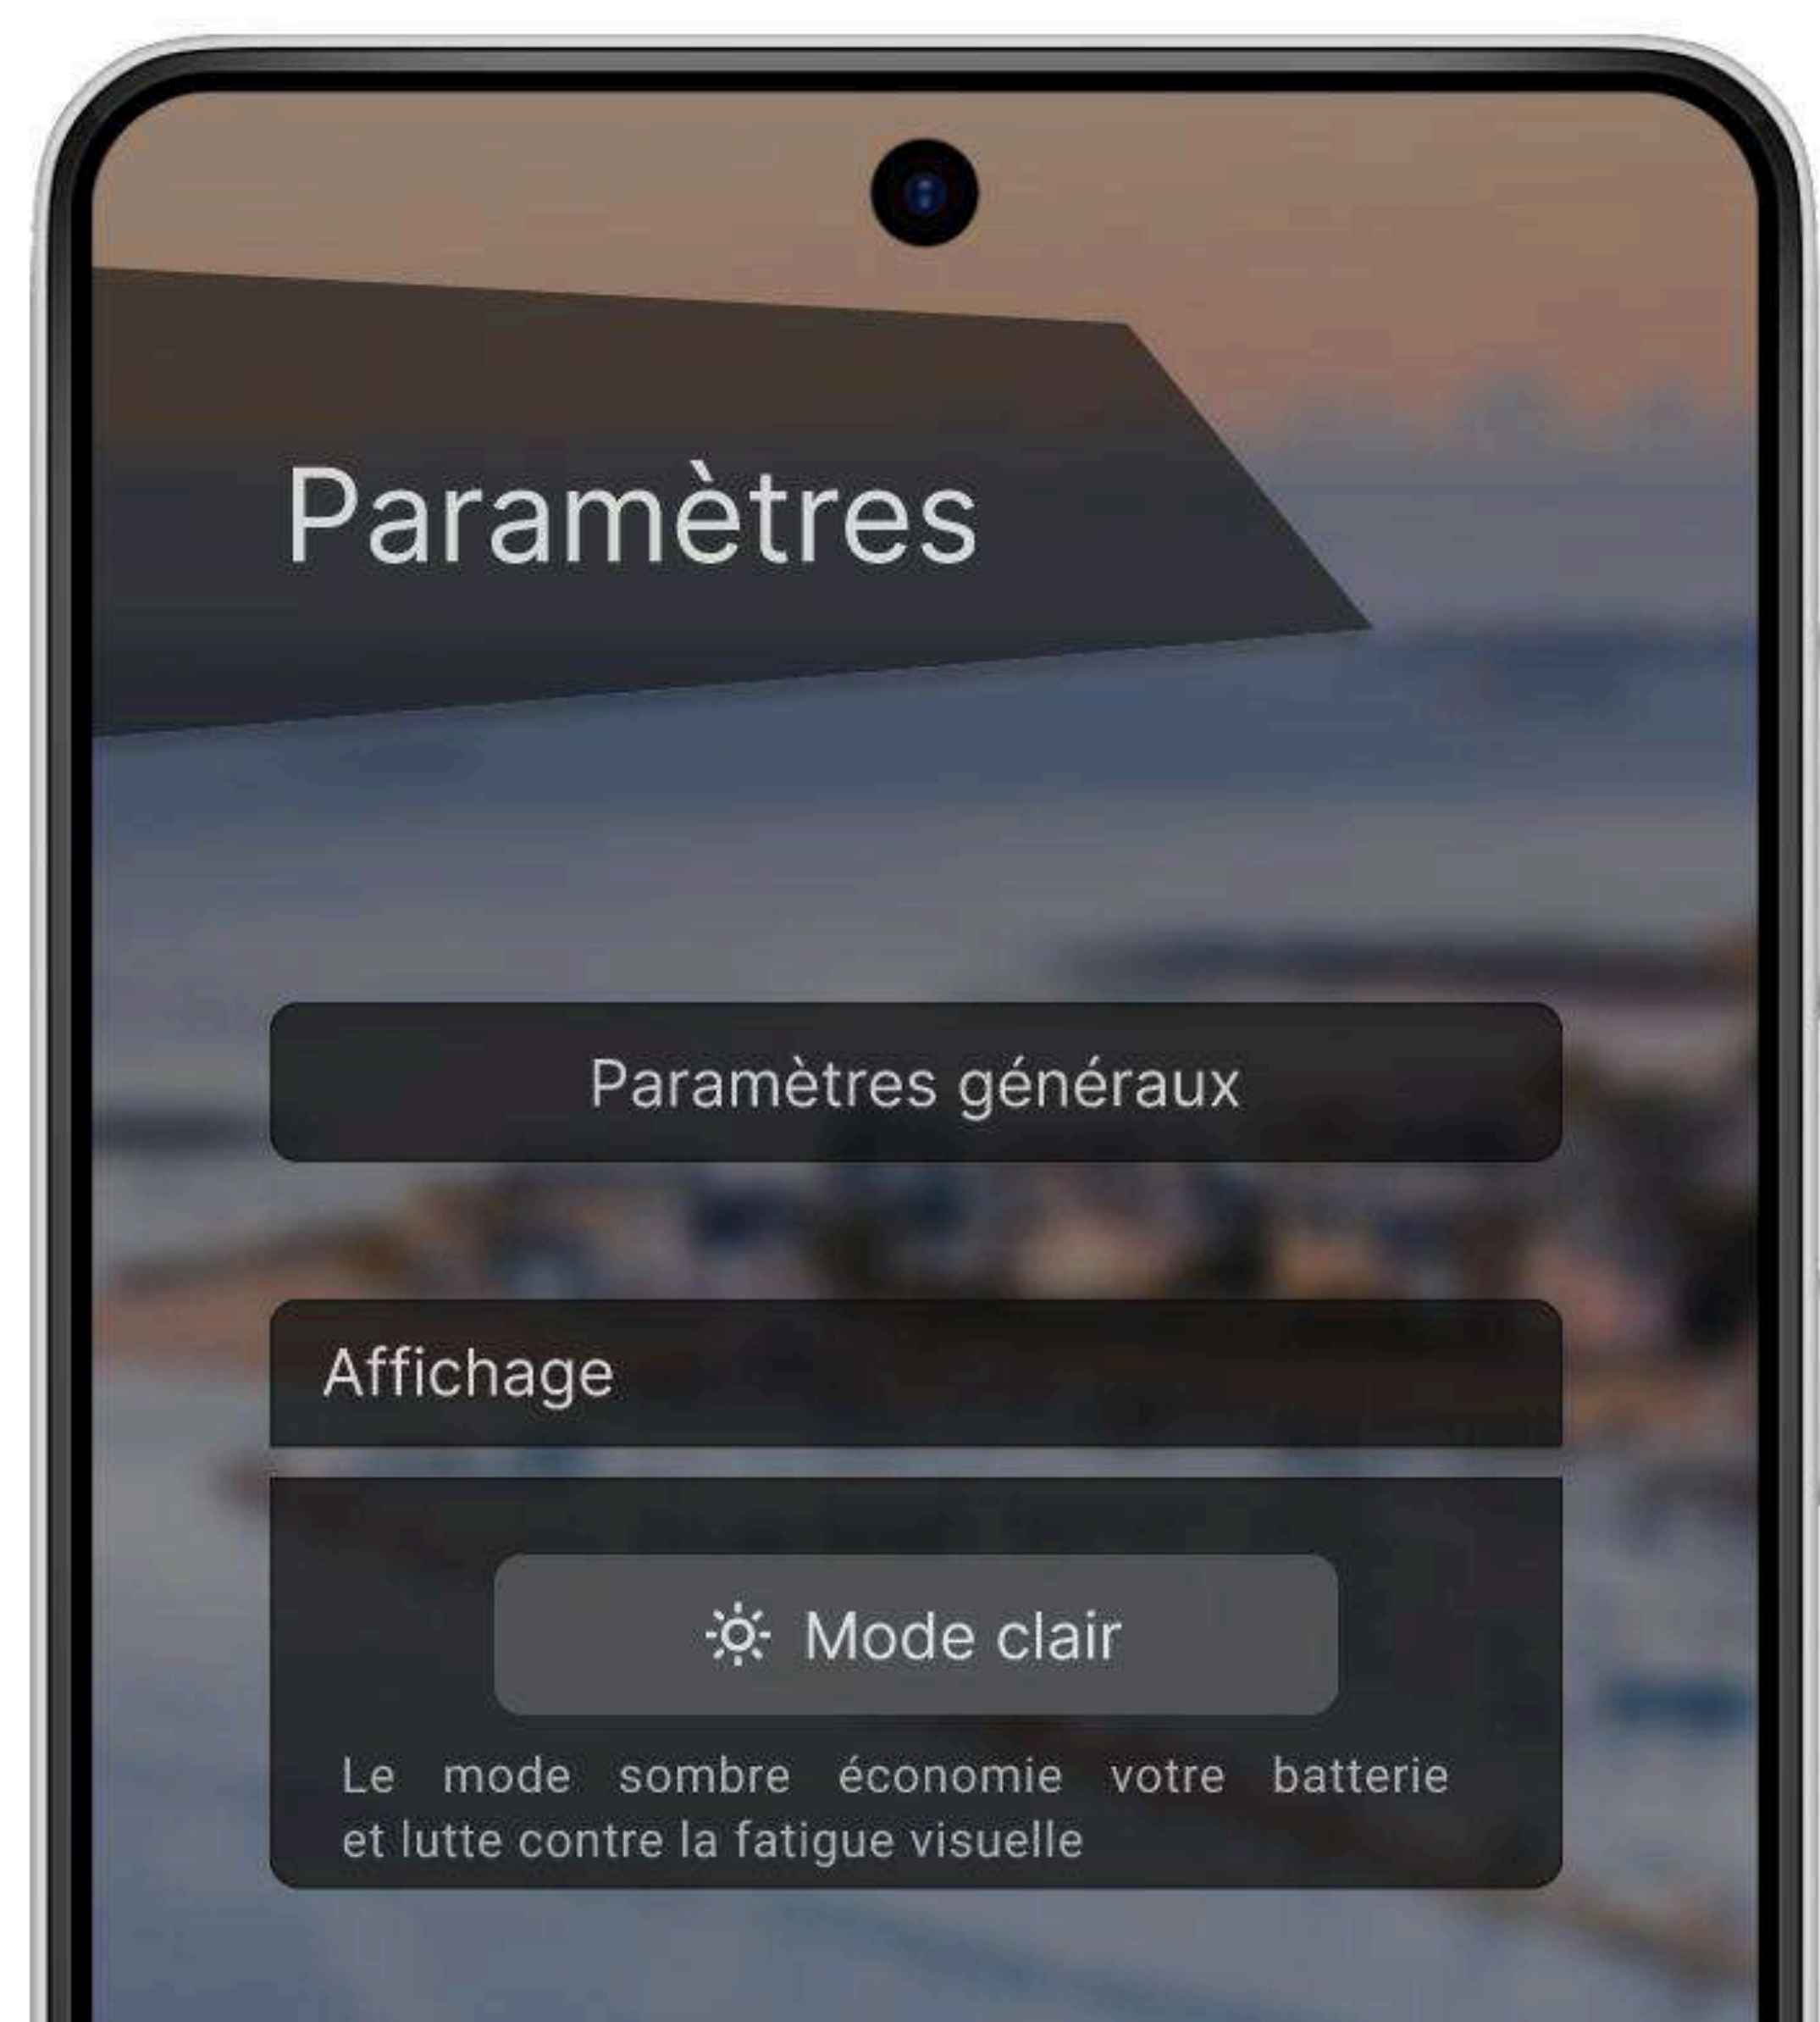 Paramètres
Paramètres généraux
Affichage
Mode clair
Le mode sombre économie votre batterie
et lutte contre la fatigue visuelle